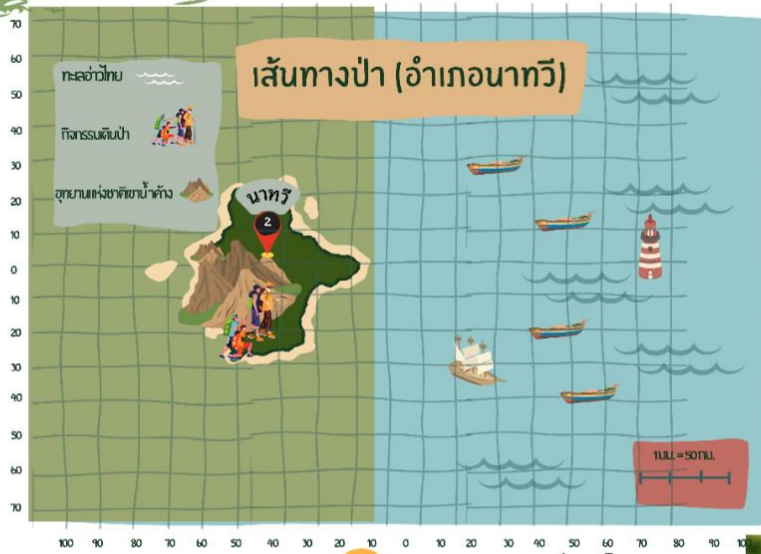 เส้นทางป่า (อำเภอนาทวี)
ทะเลอ่าวไทย
กิจกรรมเดินป่า
อุทยานแห่งชาติเขาน้ำค้าง
นาทวี
2
1 มม. = 50 กม.
70
60
50
40
30
20
10
0
10
20
30
40
50
60
70
100 90 80 70 60 50 40 30 20 10 0 10 20 30 40 50 60 70 80 90 100